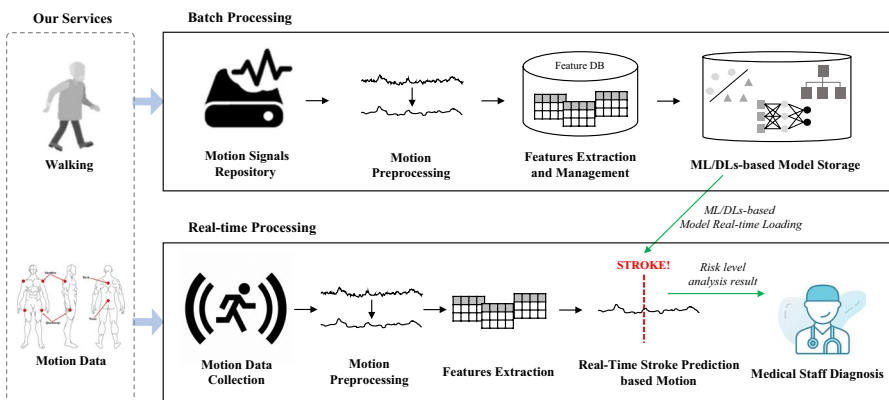 Our Services
Batch Processing
Walking
Motion Signals
Repository
Motion
Preprocessing
Feature DB
Features Extraction
and Management
ML/DLs-based Model Storage
ML/DLs-based
Model Real-time Loading
Real-time Processing
Motion Data
Motion Data
Collection
Motion
Preprocessing
Features Extraction
STROKE!
Real-Time Stroke Prediction
based Motion
Risk level
analysis result
Medical Staff Diagnosis